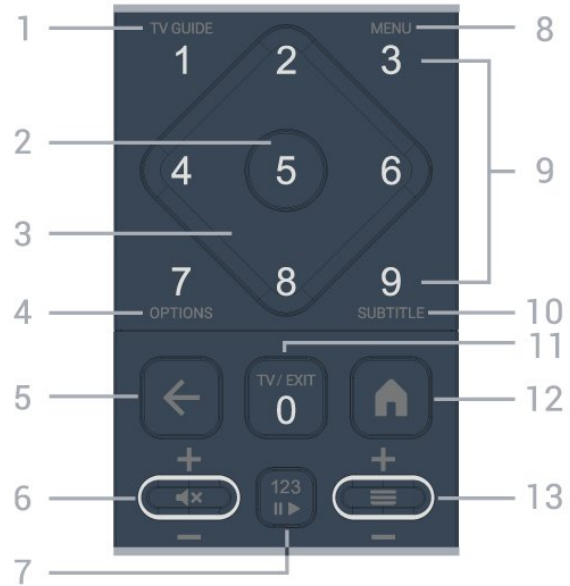 1 TV GUIDE MENU 8
1 2 3
2
4 5 6 9
3
7 8 9
4 OPTIONS SUBTITLE 10
11
5 TV / EXIT 12
0
+ +
6 123 13
− −
7